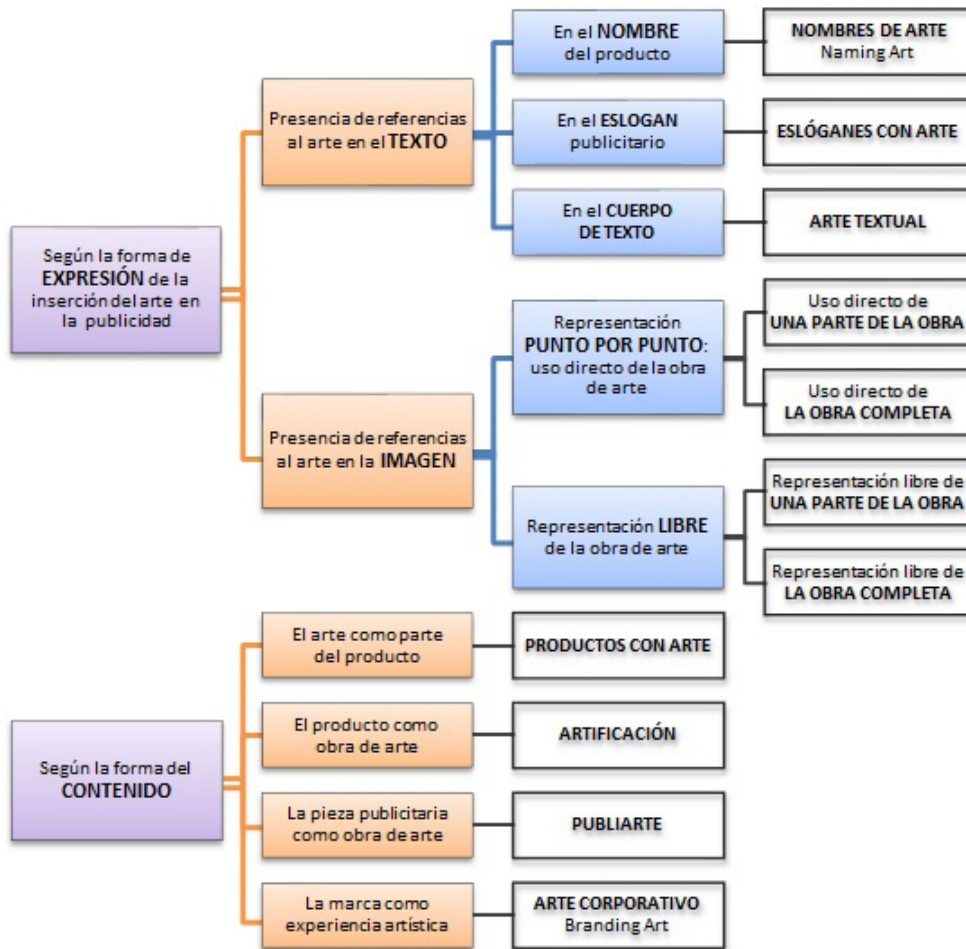 Según la forma de
EXPRESIÓN de la
inserción del arte en
la publicidad
Presencia de referencias
al arte en el TEXTO
En el NOMBRE
del producto
NOMBRES DE ARTE
Naming Art
En el ESLOGAN
publicitario
ESLÓGANES CON ARTE
En el CUERPO
DE TEXTO
ARTE TEXTUAL
Presencia de referencias
al arte en la IMAGEN
Representación
PUNTO POR PUNTO:
uso directo de la obra
de arte
Uso directo de
UNA PARTE DE LA OBRA
Uso directo de
LA OBRA COMPLETA
Representación LIBRE
de la obra de arte
Representación libre de
UNA PARTE DE LA OBRA
Representación libre de
LA OBRA COMPLETA
Según la forma del
CONTENIDO
El arte como parte
del producto
PRODUCTOS CON ARTE
El producto como
obra de arte
ARTIFICACIÓN
La pieza publicitaria
como obra de arte
PUBLIARTE
La marca como
experiencia artística
ARTE CORPORATIVO
Branding Art